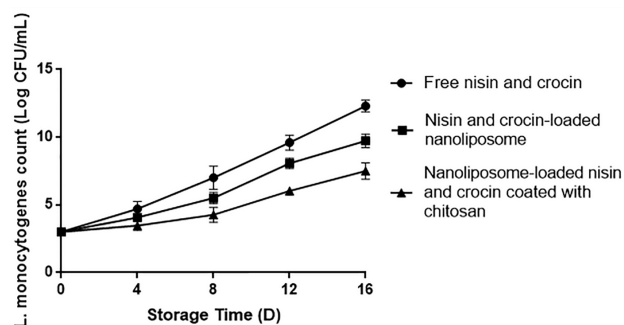 L. monocytogenes count (Log CFU/mL)
15
10
5
0
0 4 8 12 16
Storage Time (D)
Free nisin and crocin
Nisin and crocin-loaded
nanoliposome
Nanoliposome-loaded nisin
and crocin coated with
chitosan